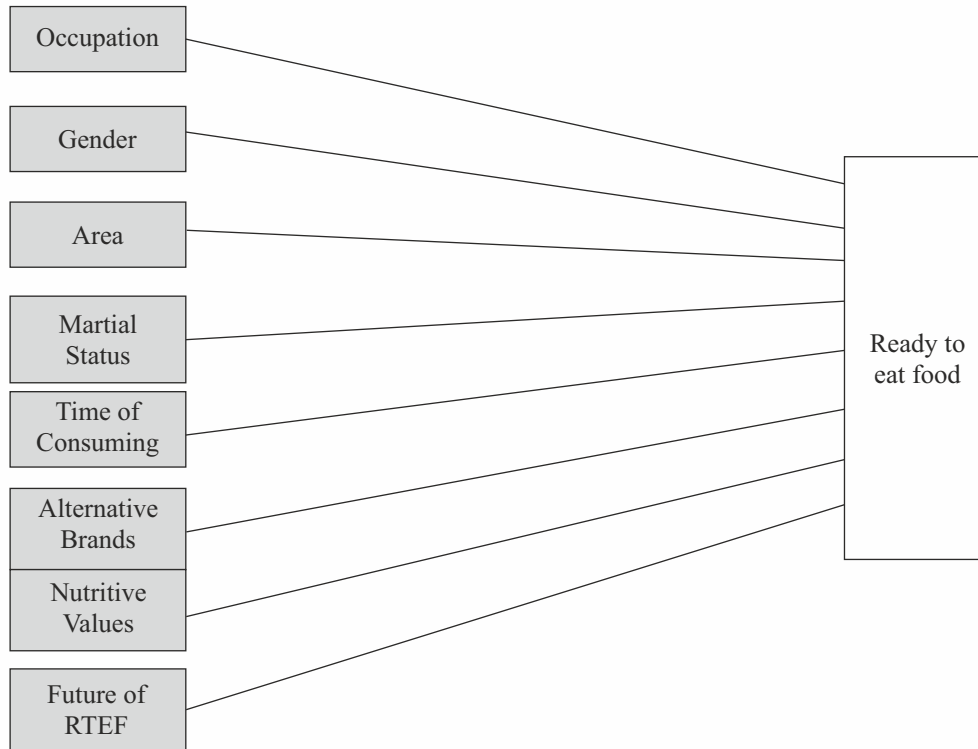 Occupation
Gender
Area
Martial
Status
Time of
Consuming
Alternative
Brands
Nutritive
Values
Future of
RTEF
Ready to
eat food